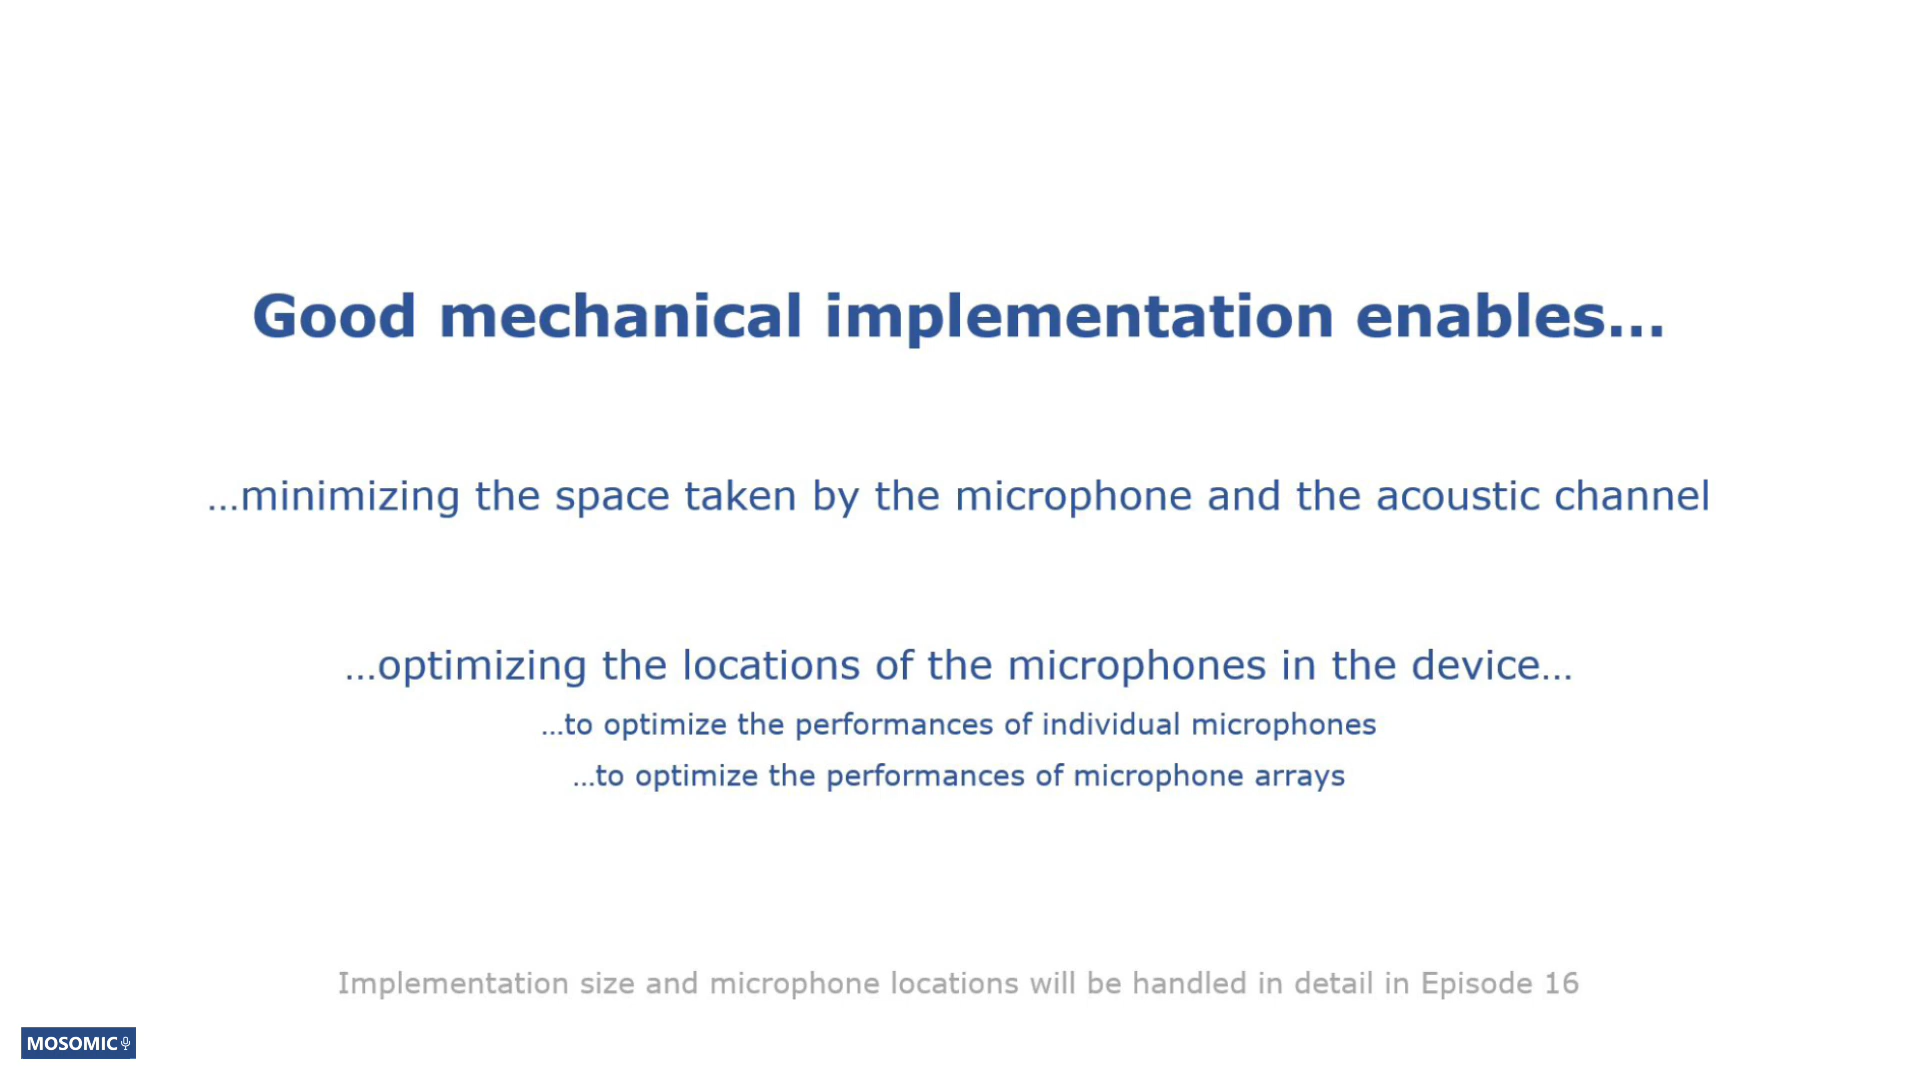 Good mechanical implementation enables...
...minimizing the space taken by the microphone and the acoustic channel
...optimizing the locations of the microphones in the device...
...to optimize the performances of individual microphones
...to optimize the performances of microphone arrays
Implementation size and microphone locations will be handled in detail in Episode 16
MOSOMIC